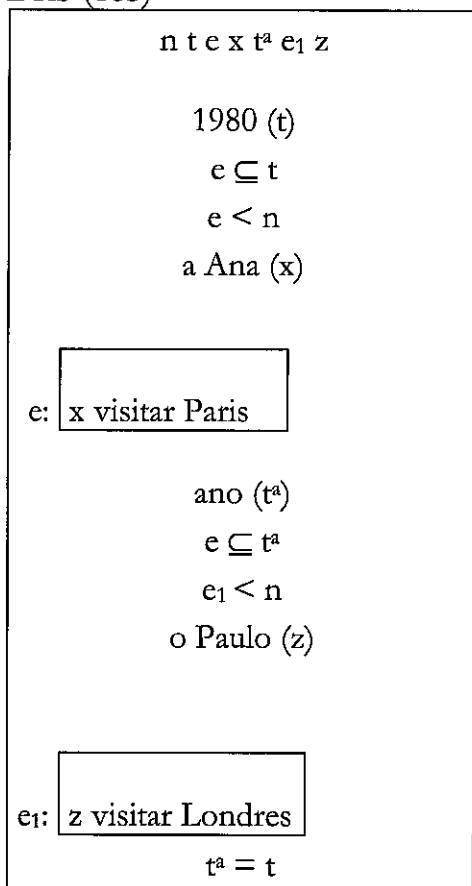 n t e x tᵃ e₁ z
1980 (t)
e ⊆ t
e < n
a Ana (x)
e: x visitar Paris
ano (tᵃ)
e ⊆ tᵃ
e₁ < n
o Paulo (z)
e₁: z visitar Londres
tᵃ = t